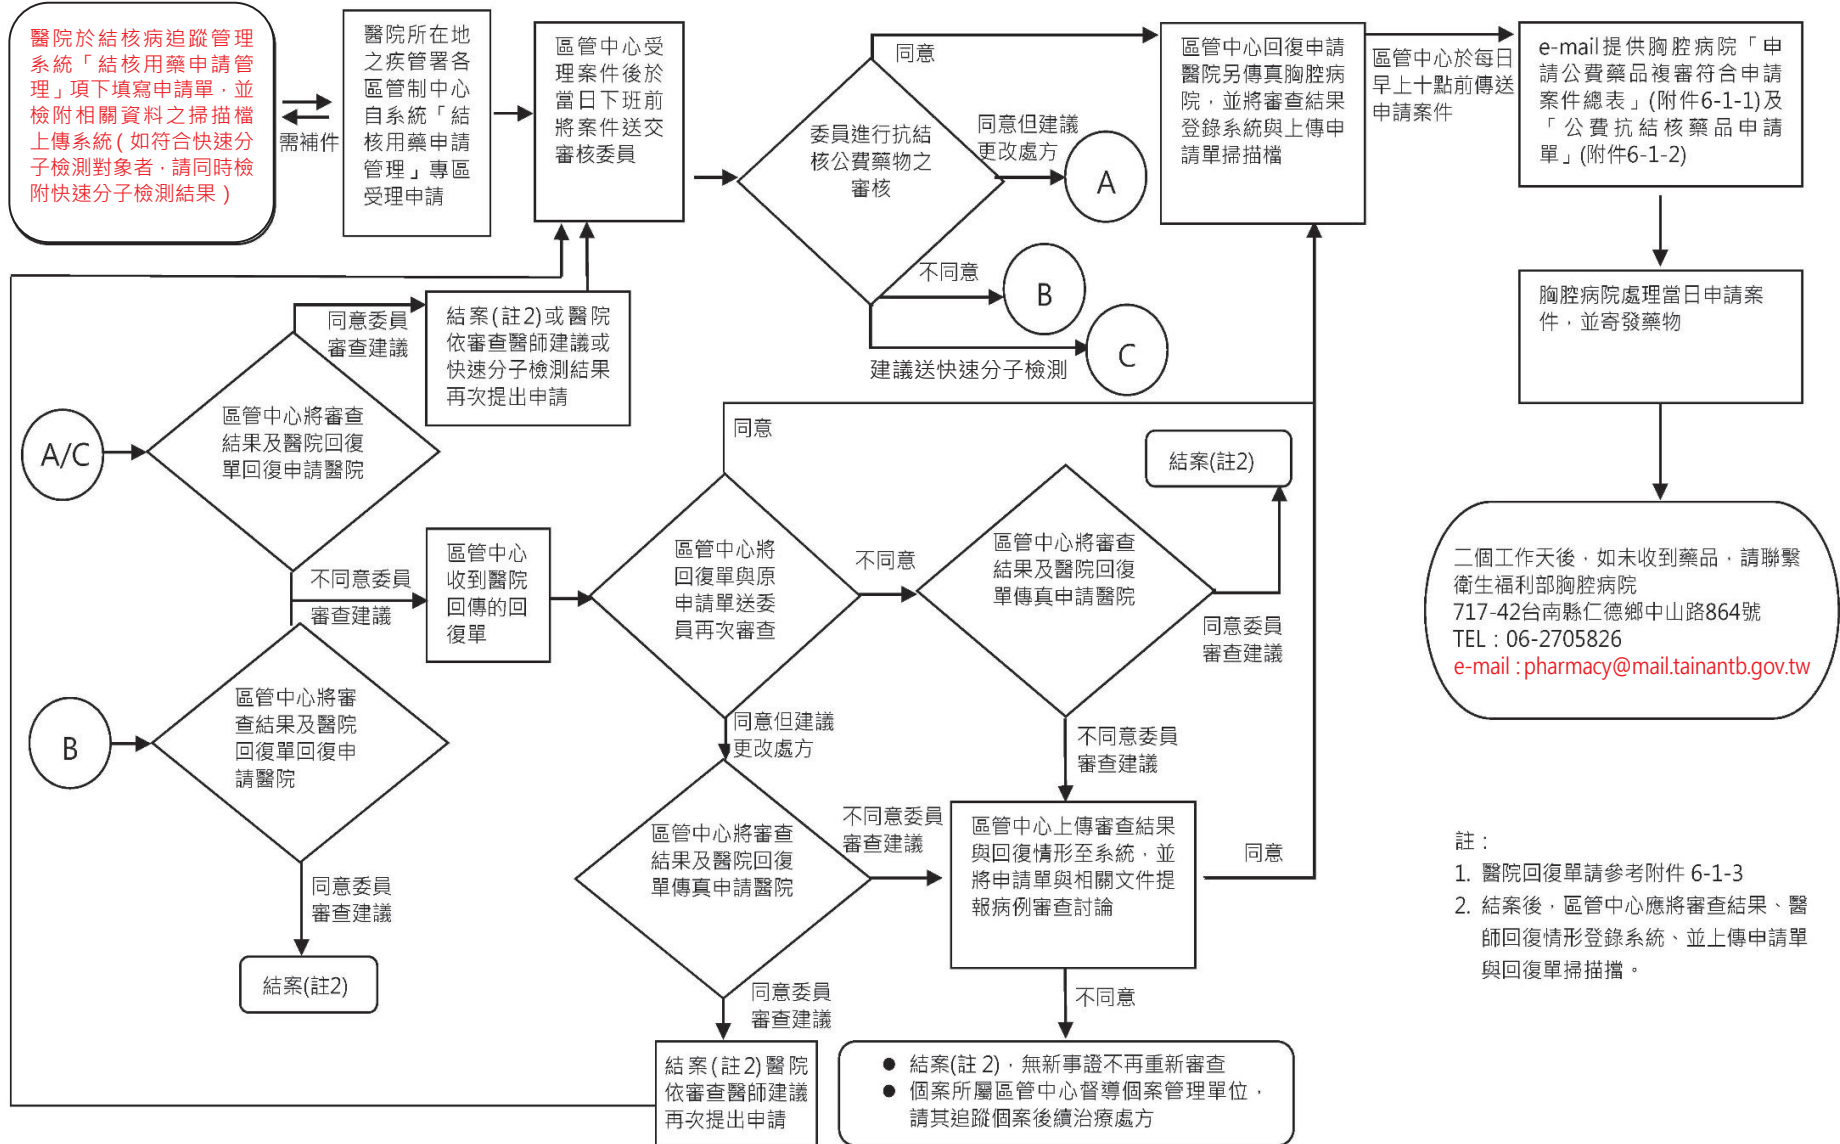 醫院於結核病追蹤管理
系統「結核用藥申請管
理」項下填寫申請單，並
檢附相關資料之掃描檔
上傳系統(如符合快速分
子檢測對象者，請同時檢
附快速分子檢測結果)
需補件
醫院所在地
之疾管署各
區管制中心
自系統「結
核用藥申請
管理」專區
受理申請
區管中心受
理案件後於
當日下班前
將案件送交
審核委員
委員進行抗結
核公費藥物之
審核
同意
同意但建議
更改處方
A
不同意
B
建議送快速分子檢測
C
區管中心回復申請
醫院另傳真胸腔病
院，並將審查結果
登錄系統與上傳申
請單掃描檔
區管中心於每日
早上十點前傳送
申請案件
e-mail提供胸腔病院「申
請公費藥品複審符合申請
案件總表」(附件6-1-1)及
「公費抗結核藥品申請
單」(附件6-1-2)
胸腔病院處理當日申請案
件，並寄發藥物
二個工作天後，如未收到藥品，請聯繫
衛生福利部胸腔病院
717-42台南縣仁德鄉中山路864號
TEL：06-2705826
e-mail：pharmacy@mail.tainantb.gov.tw
A/C
區管中心將審查
結果及醫院回復
單回復申請醫院
同意委員
審查建議
結案(註2)或醫院
依審查醫師建議或
快速分子檢測結果
再次提出申請
不同意委員
審查建議
區管中心
收到醫院
回傳的回
復單
區管中心將
回復單與原
申請單送委
員再次審查
同意
不同意
區管中心將審查
結果及醫院回復
單傳真申請醫院
結案(註2)
同意委員
審查建議
不同意委員
審查建議
B
區管中心將審
查結果及醫院
回復單回復申
請醫院
同意委員
審查建議
結案(註2)
同意但建議
更改處方
區管中心將審查
結果及醫院回復
單傳真申請醫院
不同意委員
審查建議
同意委員
審查建議
結案(註2)醫院
依審查醫師建議
再次提出申請
區管中心上傳審查結果
與回復情形至系統，並
將申請單與相關文件提
報病例審查討論
同意
不同意
● 結案(註 2)，無新事證不再重新審查
● 個案所屬區管中心督導個案管理單位，
請其追蹤個案後續治療處方
註：
1. 醫院回復單請參考附件 6-1-3
2. 結案後，區管中心應將審查結果、醫
師回復情形登錄系統、並上傳申請單
與回復單掃描擋。